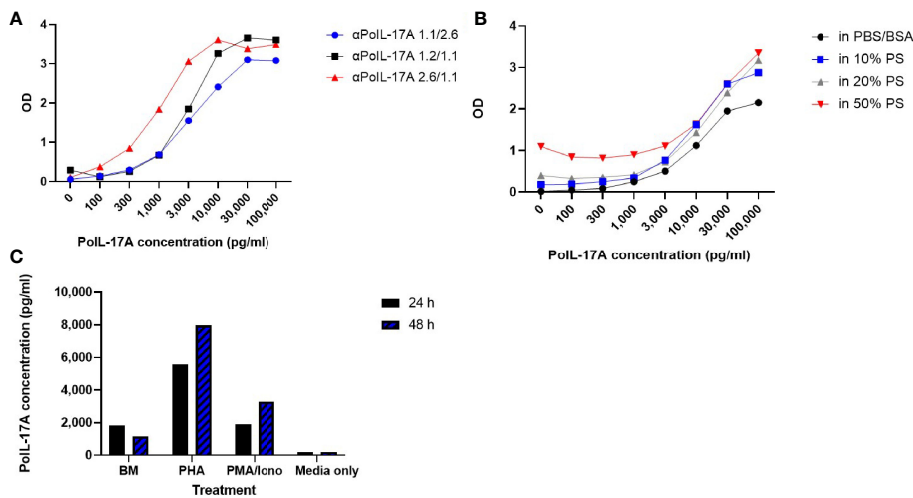 A
OD
4
3
2
1
0
0
100
300
1,000
3,000
10,000
30,000
100,000
PoIL-17A concentration (pg/ml)
αPoIL-17A 1.1/2.6
αPoIL-17A 1.2/1.1
αPoIL-17A 2.6/1.1
B
OD
4
3
2
1
0
0
100
300
1,000
3,000
10,000
30,000
100,000
PoIL-17A concentration (pg/ml)
in PBS/BSA
in 10% PS
in 20% PS
in 50% PS
C
PoIL-17A concentration (pg/ml)
10,000
8,000
6,000
4,000
2,000
0
BM
PHA
PMA/Icno
Media only
Treatment
24 h
48 h